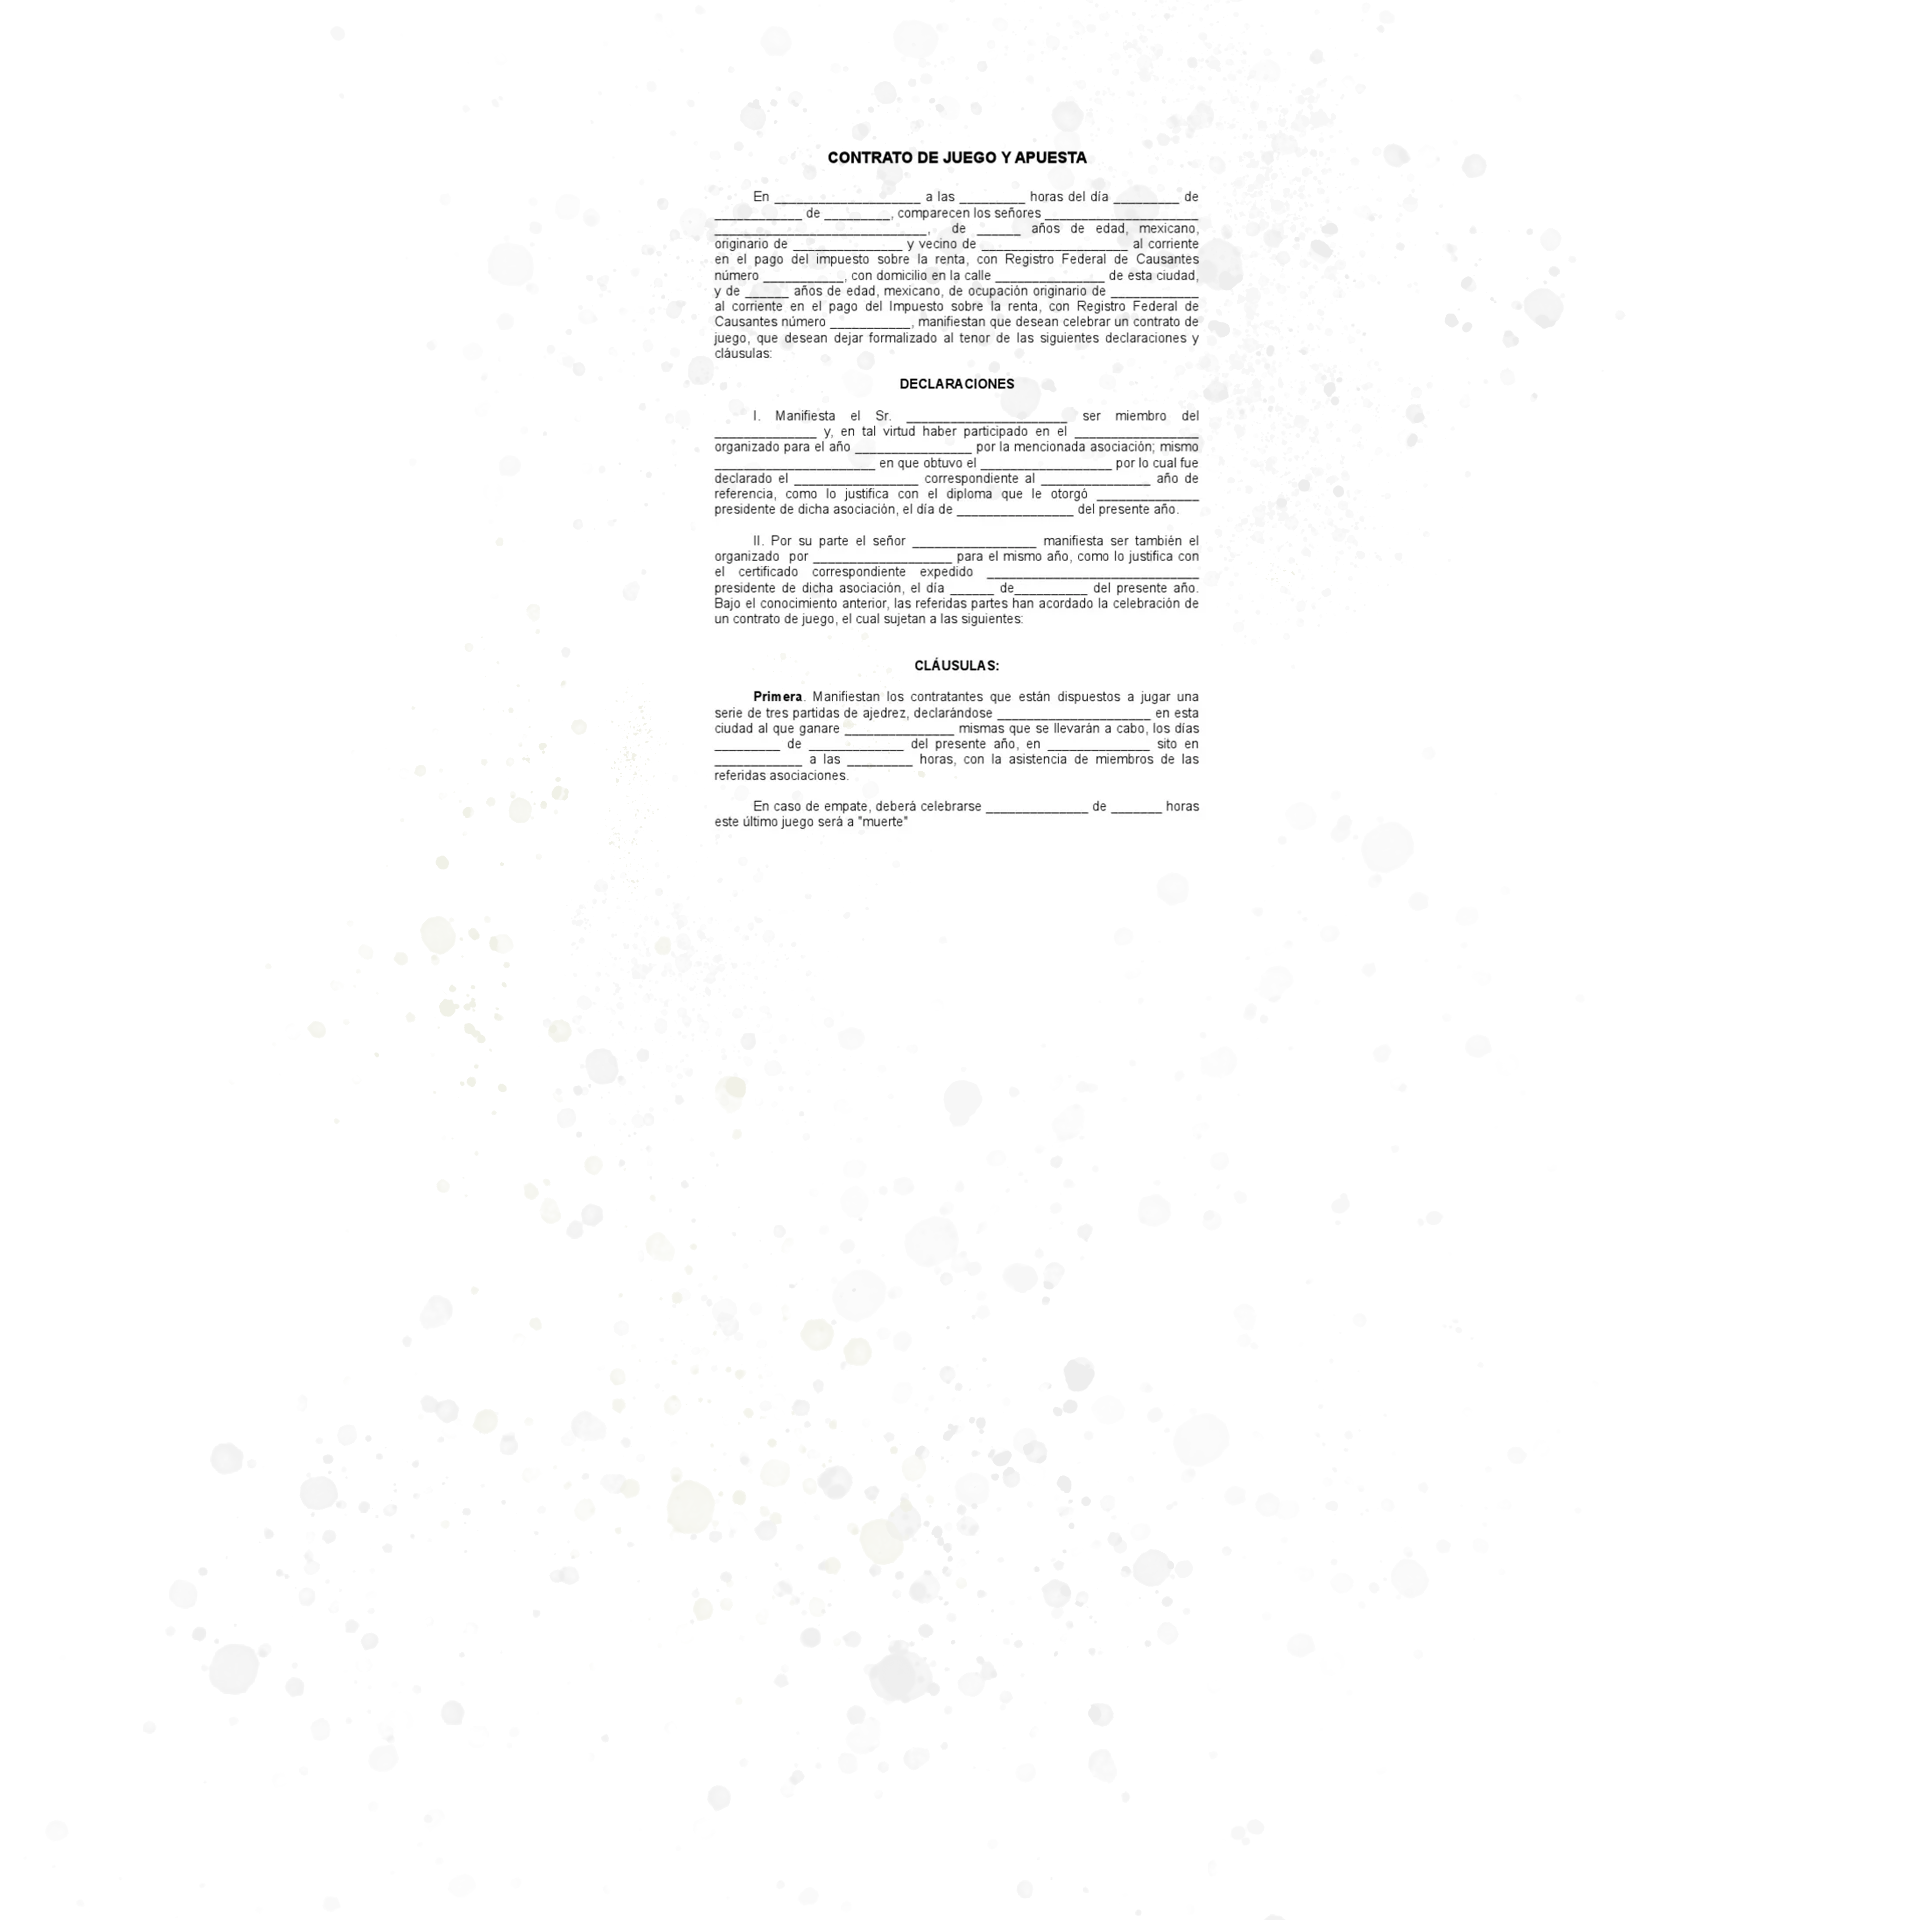 CONTRATO DE JUEGO Y APUESTA
En ____________________ a las _________ horas del día _________ de
____________ de _________, comparecen los señores _____________________
_____________________________, de ______ años de edad, mexicano,
originario de _______________ y vecino de ____________________ al corriente
en el pago del impuesto sobre la renta, con Registro Federal de Causantes
número ___________, con domicilio en la calle _______________ de esta ciudad,
y de ______ años de edad, mexicano, de ocupación originario de ____________
al corriente en el pago del Impuesto sobre la renta, con Registro Federal de
Causantes número ___________, manifiestan que desean celebrar un contrato de
juego, que desean dejar formalizado al tenor de las siguientes declaraciones y
cláusulas:
DECLARACIONES
I. Manifiesta el Sr. ______________________ ser miembro del
______________ y, en tal virtud haber participado en el _________________
organizado para el año ________________ por la mencionada asociación; mismo
______________________ en que obtuvo el __________________ por lo cual fue
declarado el _________________ correspondiente al _______________ año de
referencia, como lo justifica con el diploma que le otorgó ______________
presidente de dicha asociación, el día de ________________ del presente año.
II. Por su parte el señor _________________ manifiesta ser también el
organizado por ___________________ para el mismo año, como lo justifica con
el certificado correspondiente expedido _____________________________
presidente de dicha asociación, el día ______ de__________ del presente año.
Bajo el conocimiento anterior, las referidas partes han acordado la celebración de
un contrato de juego, el cual sujetan a las siguientes:
CLÁUSULAS:
Primera. Manifiestan los contratantes que están dispuestos a jugar una
serie de tres partidas de ajedrez, declarándose _____________________ en esta
ciudad al que ganare _______________ mismas que se llevarán a cabo, los días
_________ de _____________ del presente año, en ______________ sito en
____________ a las _________ horas, con la asistencia de miembros de las
referidas asociaciones.
En caso de empate, deberá celebrarse ______________ de _______ horas
este último juego será a "muerte"